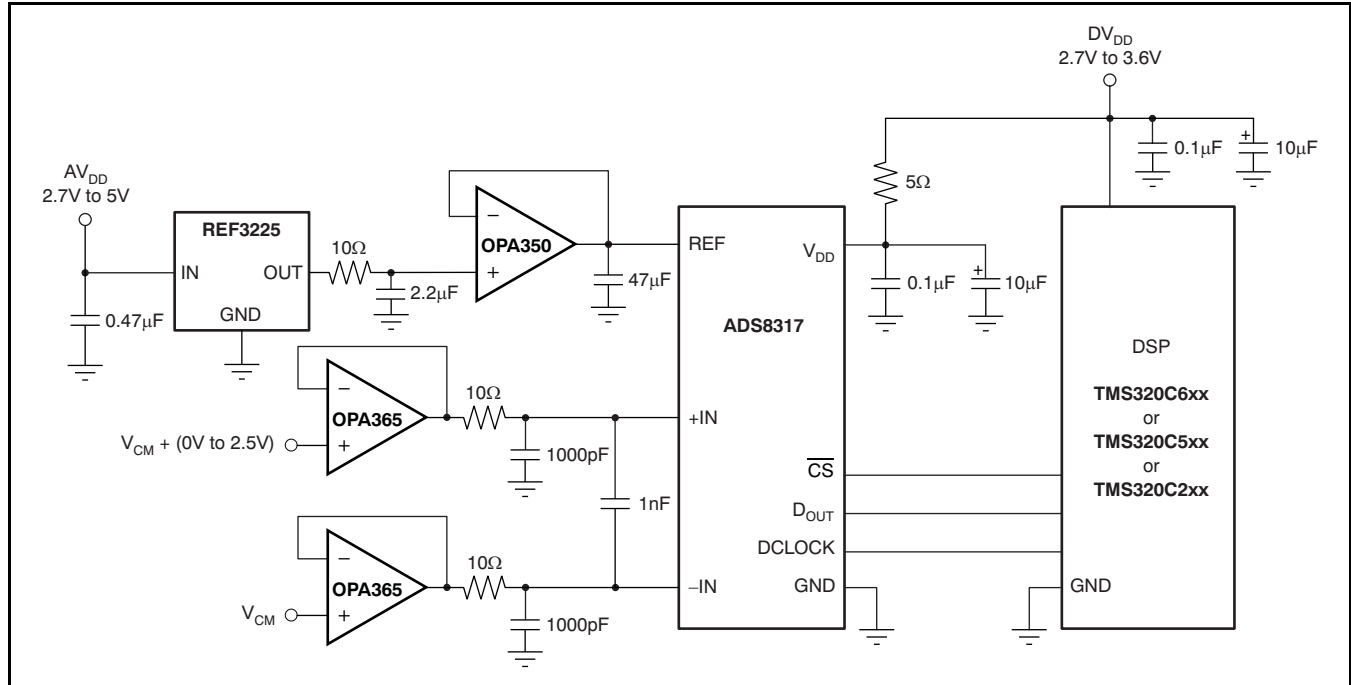 DV_DD
2.7V to 3.6V
0.1μF
+
10μF
5Ω
AV_DD
2.7V to 5V
0.47μF
REF3225
IN
OUT
GND
10Ω
2.2μF
−
OPA350
+
47μF
REF
V_DD
0.1μF
+
10μF
ADS8317
−
OPA365
+
V_CM + (0V to 2.5V)
10Ω
1000pF
1nF
+IN
−
OPA365
+
V_CM
10Ω
1000pF
−IN
C̅S̅
D_OUT
DCLOCK
GND
DSP
TMS320C6xx
or
TMS320C5xx
or
TMS320C2xx
GND